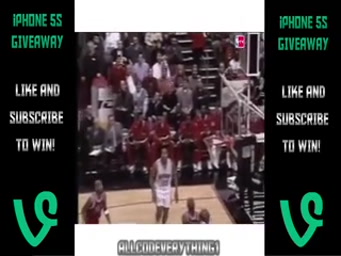 IPHONE 5S
GIVEAWAY
LIKE AND
SUBSCRIBE
TO WIN!
IPHONE 5S
GIVEAWAY
LIKE AND
SUBSCRIBE
TO WIN!
ALLCODEVERYTHING1